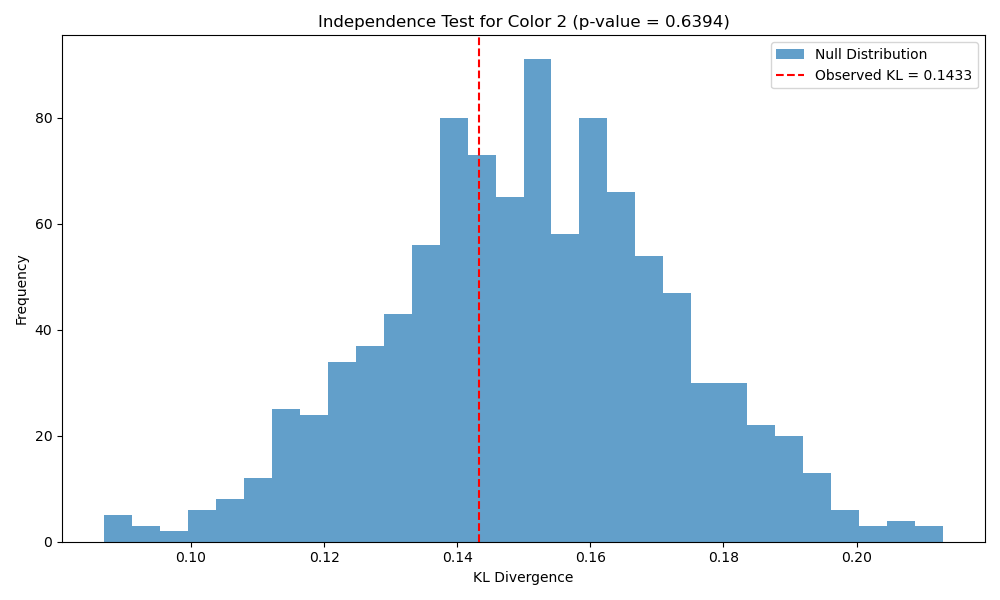 Independence Test for Color 2 (p-value = 0.6394)
Null Distribution
Observed KL = 0.1433
Frequency
80
60
40
20
0
0.10 0.12 0.14 0.16 0.18 0.20
KL Divergence